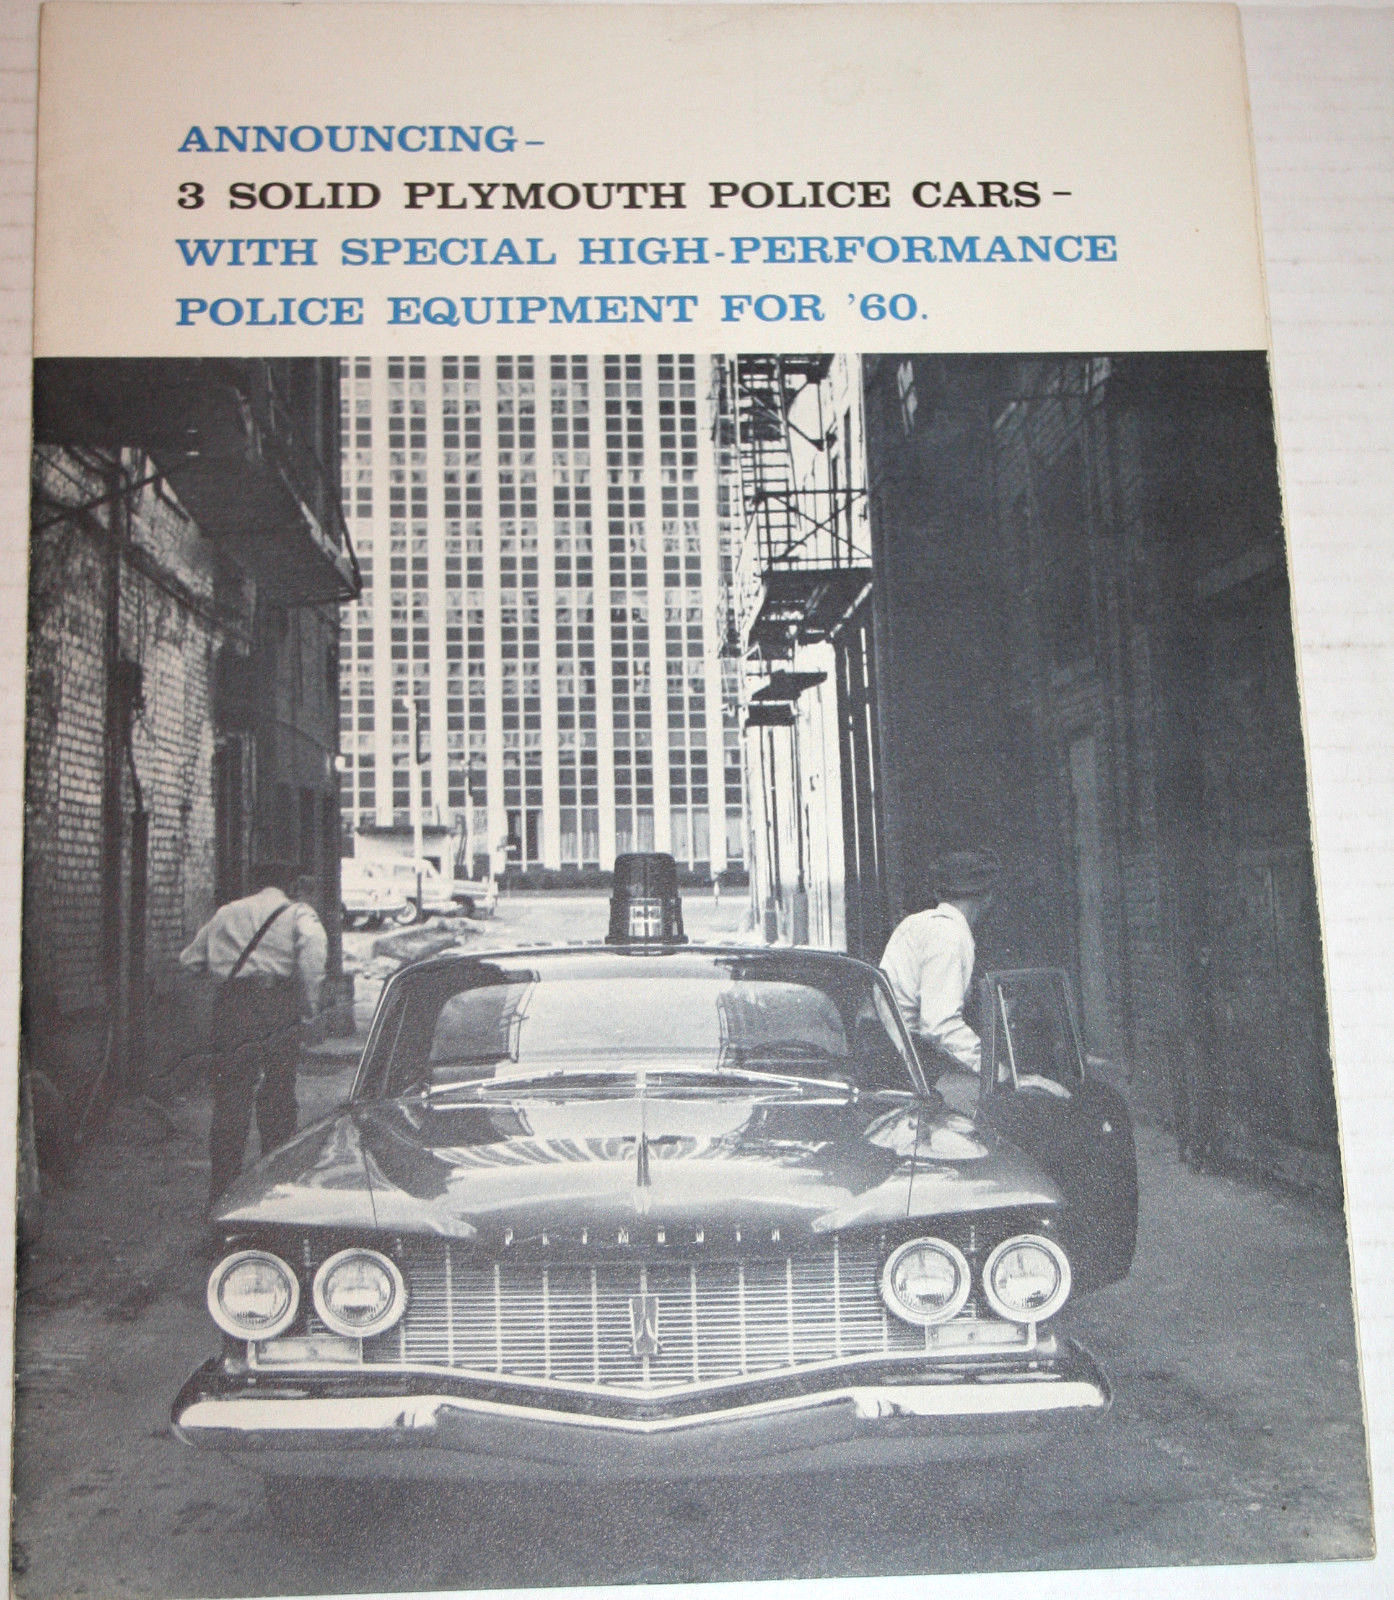 ANNOUNCING–
3 SOLID PLYMOUTH POLICE CARS–
WITH SPECIAL HIGH-PERFORMANCE
POLICE EQUIPMENT FOR ’60.
PLYMOUTH